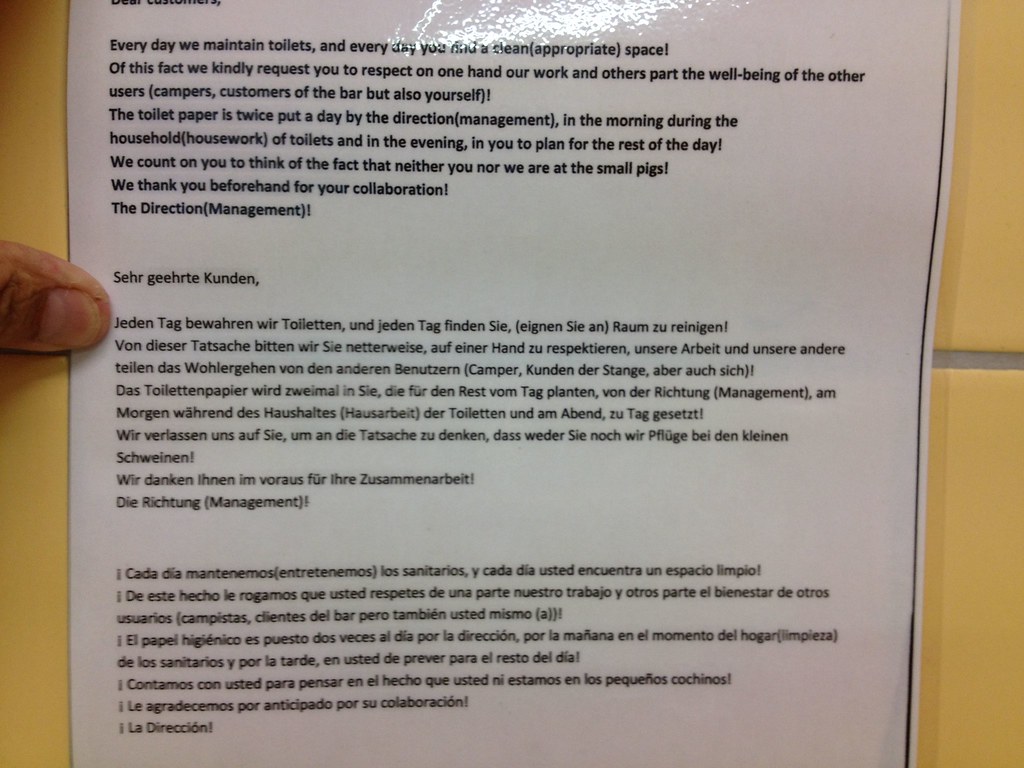 Dear customers,
Every day we maintain toilets, and every day you find a clean(appropriate) space!
Of this fact we kindly request you to respect on one hand our work and others part the well-being of the other
users (campers, customers of the bar but also yourself)!
The toilet paper is twice put a day by the direction(management), in the morning during the
household(housework) of toilets and in the evening, in you to plan for the rest of the day!
We count on you to think of the fact that neither you nor we are at the small pigs!
We thank you beforehand for your collaboration!
The Direction(Management)!
Sehr geehrte Kunden,
Jeden Tag bewahren wir Toiletten, und jeden Tag finden Sie, (eignen Sie an) Raum zu reinigen!
Von dieser Tatsache bitten wir Sie netterweise, auf einer Hand zu respektieren, unsere Arbeit und unsere andere
teilen das Wohlergehen von den anderen Benutzern (Camper, Kunden der Stange, aber auch sich)!
Das Toilettenpapier wird zweimal in Sie, die für den Rest vom Tag planten, von der Richtung (Management), am
Morgen während des Haushaltes (Hausarbeit) der Toiletten und am Abend, zu Tag gesetzt!
Wir verlassen uns auf Sie, um an die Tatsache zu denken, dass weder Sie noch wir Pflüge bei den kleinen
Schweinen!
Wir danken Ihnen im voraus für Ihre Zusammenarbeit!
Die Richtung (Management)!
¡ Cada día mantenemos(entretenemos) los sanitarios, y cada día usted encuentra un espacio limpio!
¡ De este hecho le rogamos que usted respetes de una parte nuestro trabajo y otros parte el bienestar de otros
usuarios (campistas, clientes del bar pero también usted mismo (a))!
¡ El papel higiénico es puesto dos veces al día por la dirección, por la mañana en el momento del hogar(limpieza)
de los sanitarios y por la tarde, en usted de prever para el resto del día!
¡ Contamos con usted para pensar en el hecho que usted ni estamos en los pequeños cochinos!
¡ Le agradecemos por anticipado por su colaboración!
¡ La Dirección!